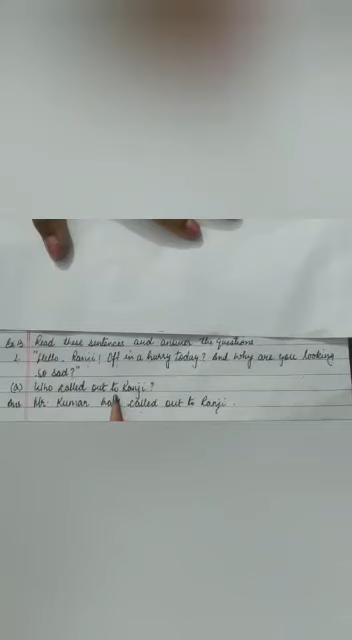 Ex B. Read these sentences and answer the questions
1. "Hello, Ranji! Off in a hurry today? And why are you looking
so sad?"
(a) Who called out to Ranji?
Ans Mr. Kumar called out to Ranji.